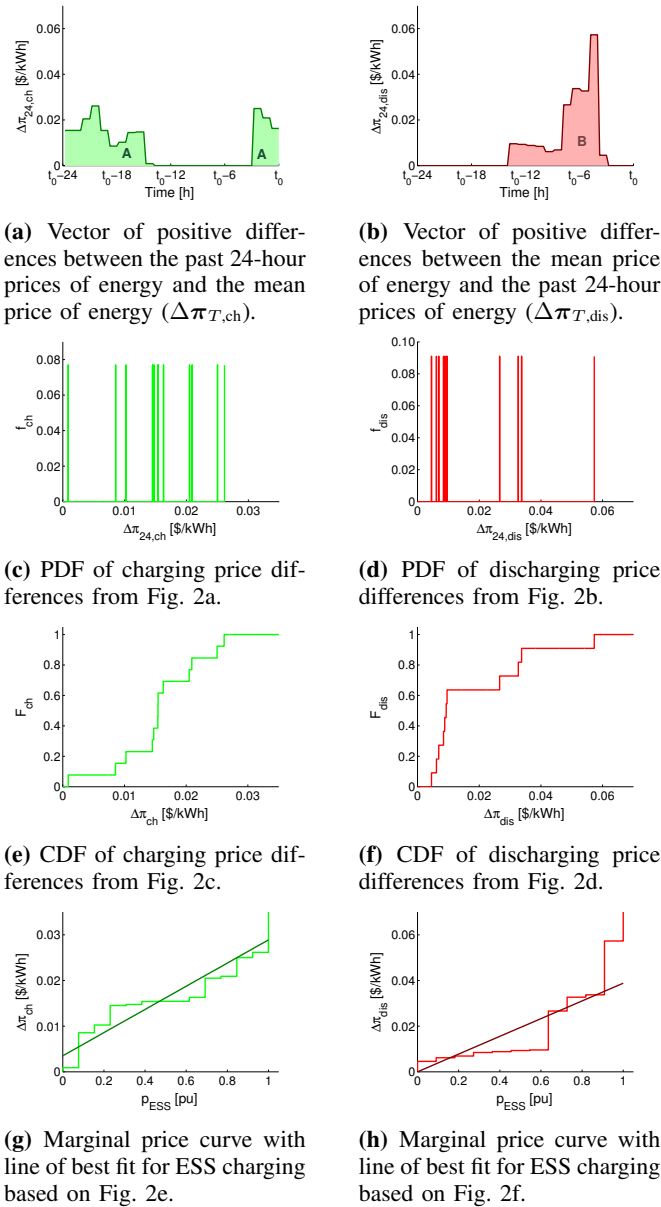 0.06
0.04
0.02
0
Δπ24,ch [$/kWh]
A
A
t0−24
t0−18
t0−12
t0−6
t0
Time [h]
0.06
0.04
0.02
0
Δπ24,dis [$/kWh]
B
t0−24
t0−18
t0−12
t0−6
t0
Time [h]
(a) Vector of positive differ-
ences between the past 24-hour
prices of energy and the mean
price of energy (ΔπT,ch).
(b) Vector of positive dif-
ferences between the mean price
of energy and the past 24-hour
prices of energy (ΔπT,dis).
0.08
0.06
0.04
0.02
0
fch
0
0.01
0.02
0.03
Δπ24,ch [$/kWh]
0.10
0.08
0.06
0.04
0.02
0
fdis
0
0.02
0.04
0.06
Δπ24,dis [$/kWh]
(c) PDF of charging price dif-
ferences from Fig. 2a.
(d) PDF of discharging price
differences from Fig. 2b.
1
0.8
0.6
0.4
0.2
0
Fch
0
0.01
0.02
0.03
Δπch [$/kWh]
1
0.8
0.6
0.4
0.2
0
Fdis
0
0.02
0.04
0.06
Δπdis [$/kWh]
(e) CDF of charging price dif-
ferences from Fig. 2c.
(f) CDF of discharging price
differences from Fig. 2d.
0.03
0.02
0.01
0
Δπch [$/kWh]
0
0.2
0.4
0.6
0.8
1
pESS [pu]
0.06
0.04
0.02
0
Δπdis [$/kWh]
0
0.2
0.4
0.6
0.8
1
pESS [pu]
(g) Marginal price curve with
line of best fit for ESS charging
based on Fig. 2e.
(h) Marginal price curve with
line of best fit for ESS charging
based on Fig. 2f.